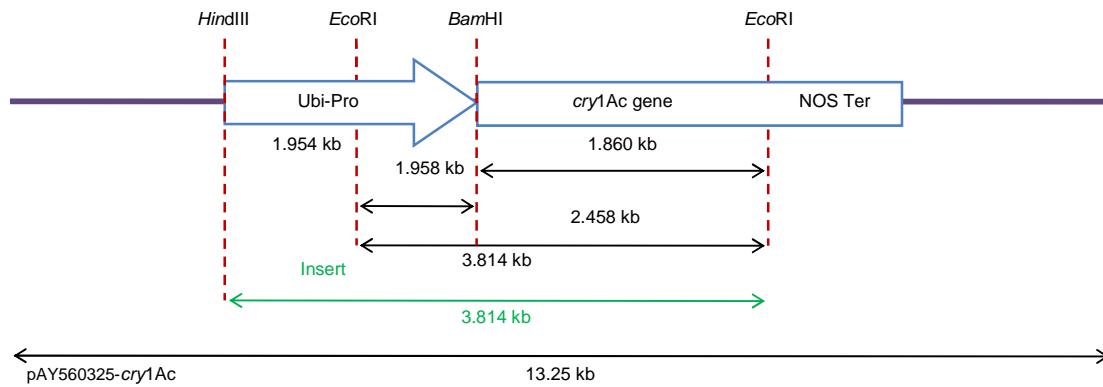 HindIII EcoRI BamHI EcoRI
Ubi-Pro cry1Ac gene NOS Ter
1.954 kb 1.860 kb
1.958 kb
2.458 kb
3.814 kb
Insert
3.814 kb
pAY560325-cry1Ac 13.25 kb